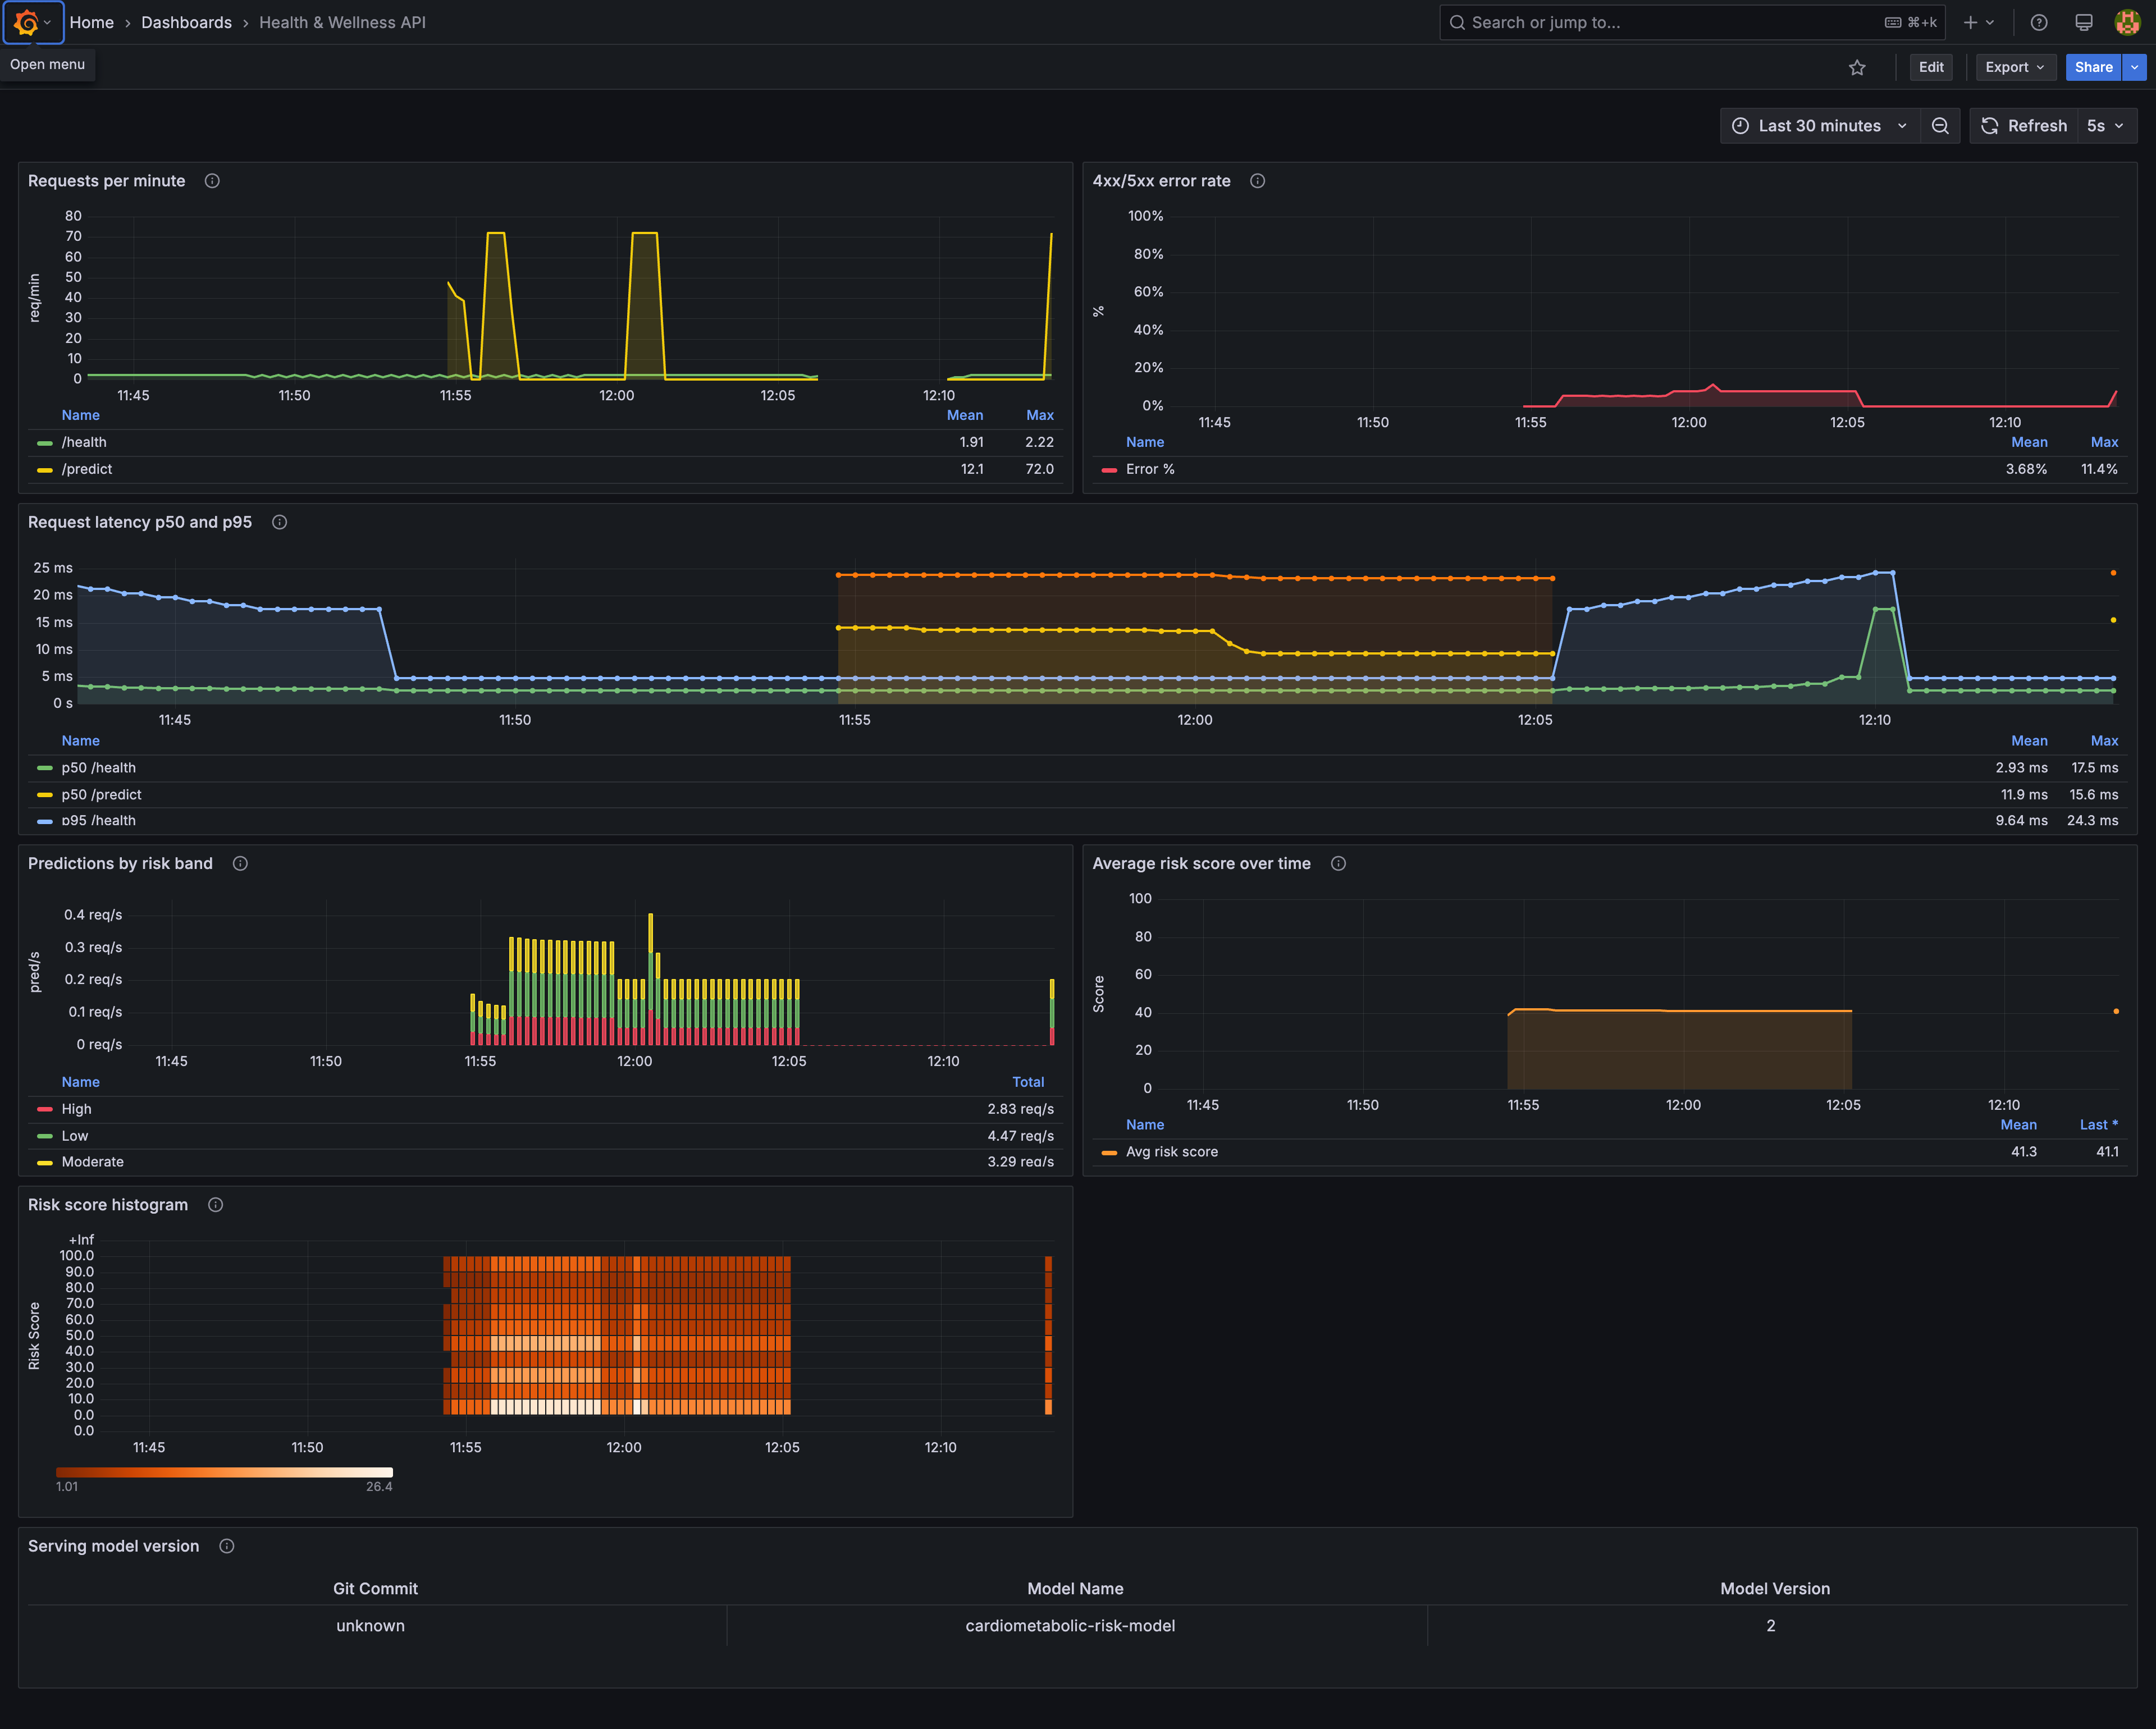 Home › Dashboards › Health & Wellness API
Search or jump to... ⌘+k
Open menu
Edit Export Share
Last 30 minutes Refresh 5s
Requests per minute
req/min
80
70
60
50
40
30
20
10
0
11:45 11:50 11:55 12:00 12:05 12:10
Name Mean Max
/health 1.91 2.22
/predict 12.1 72.0
4xx/5xx error rate
%
100%
80%
60%
40%
20%
0%
11:45 11:50 11:55 12:00 12:05 12:10
Name Mean Max
Error % 3.68% 11.4%
Request latency p50 and p95
25 ms
20 ms
15 ms
10 ms
5 ms
0 s
11:45 11:50 11:55 12:00 12:05 12:10
Name Mean Max
p50 /health 2.93 ms 17.5 ms
p50 /predict 11.9 ms 15.6 ms
p95 /health 9.64 ms 24.3 ms
Predictions by risk band
pred/s
0.4 req/s
0.3 req/s
0.2 req/s
0.1 req/s
0 req/s
11:45 11:50 11:55 12:00 12:05 12:10
Name Total
High 2.83 req/s
Low 4.47 req/s
Moderate 3.29 req/s
Average risk score over time
Score
100
80
60
40
20
0
11:45 11:50 11:55 12:00 12:05 12:10
Name Mean Last *
Avg risk score 41.3 41.1
Risk score histogram
Risk Score
+Inf
100.0
90.0
80.0
70.0
60.0
50.0
40.0
30.0
20.0
10.0
0.0
0.0
11:45 11:50 11:55 12:00 12:05 12:10
1.01 26.4
Serving model version
Git Commit Model Name Model Version
unknown cardiometabolic-risk-model 2